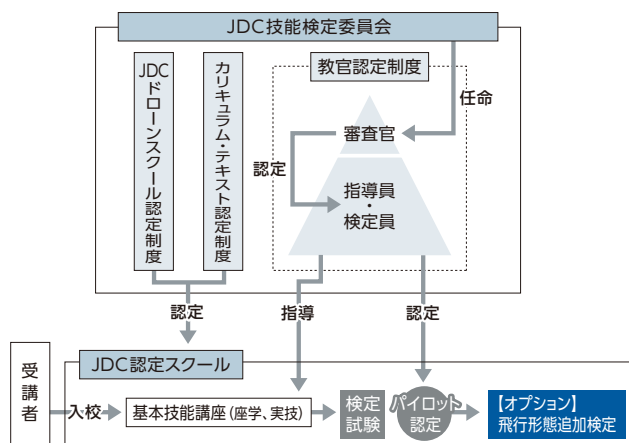 JDC技能検定委員会
JDCドローンスクール認定制度
カリキュラム・テキスト認定制度
教官認定制度
任命
審査官
認定
指導員
・
検定員
認定
指導
認定
JDC認定スクール
受講者
入校
基本技能講座(座学、実技)
検定
試験
パイロット
認定
【オプション】
飛行形態追加検定